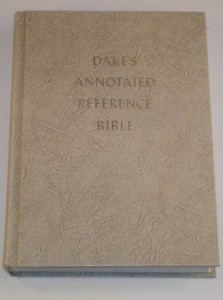 DAKE'S
ANNOTATED
REFERENCE
BIBLE